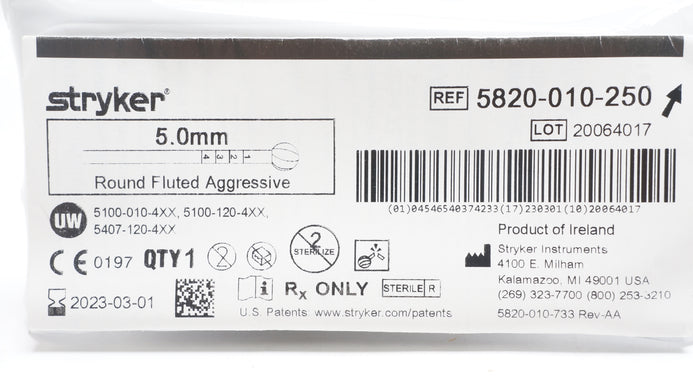 stryker®
REF 5820-010-250
LOT 20064017
5.0mm
4 3 2 1
Round Fluted Aggressive
(01)04546540374233(17)230301(10)20064017
UW 5100-010-4XX, 5100-120-4XX,
5407-120-4XX
Product of Ireland
Stryker Instruments
4100 E. Milham
Kalamazoo, MI 49001 USA
(269) 323-7700 (800) 253-3210
CE 0197 QTY 1 2 2 STERILIZE
2023-03-01
i Rx ONLY STERILE R
U.S. Patents www.stryker.com/patents
5820-010-733 Rev-AA